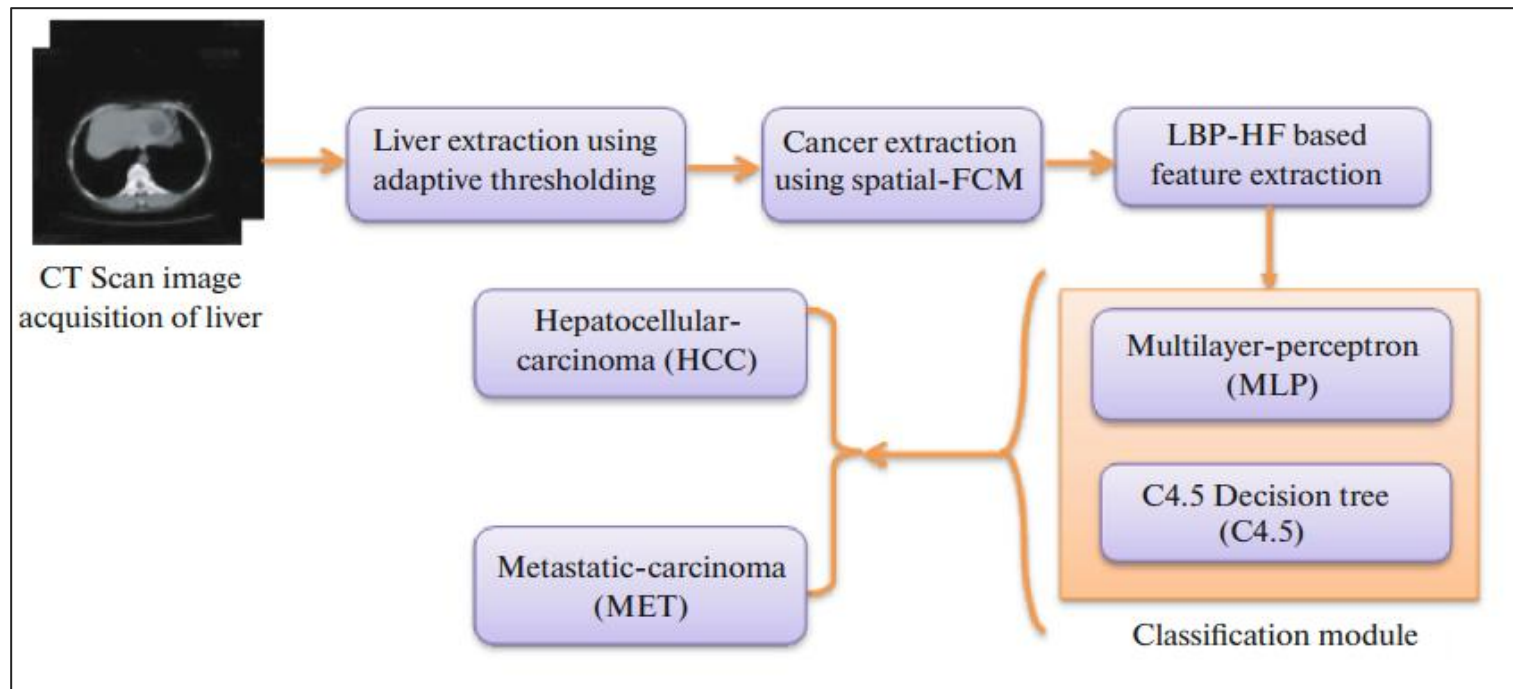 CT Scan image
acquisition of liver
Liver extraction using
adaptive thresholding
Cancer extraction
using spatial-FCM
LBP-HF based
feature extraction
Multilayer-perceptron
(MLP)
C4.5 Decision tree
(C4.5)
Classification module
Hepatocellular-
carcinoma (HCC)
Metastatic-carcinoma
(MET)